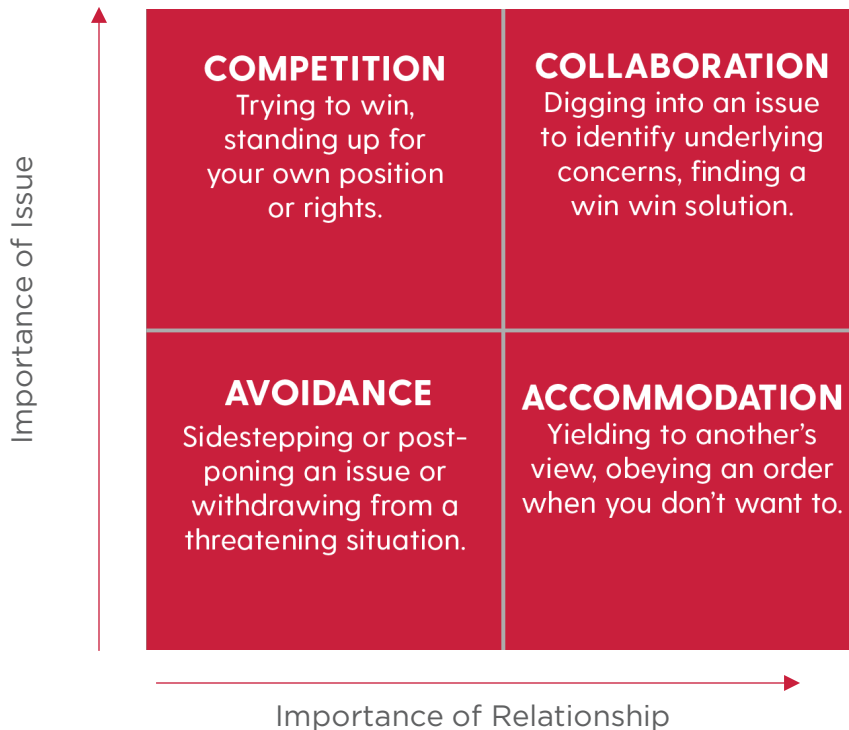 COMPETITION
Trying to win,
standing up for
your own position
or rights.
COLLABORATION
Digging into an issue
to identify underlying
concerns, finding a
win win solution.
AVOIDANCE
Sidestepping or post-
poning an issue or
withdrawing from a
threatening situation.
ACCOMMODATION
Yielding to another’s
view, obeying an order
when you don’t want to.
Importance of Issue
Importance of Relationship